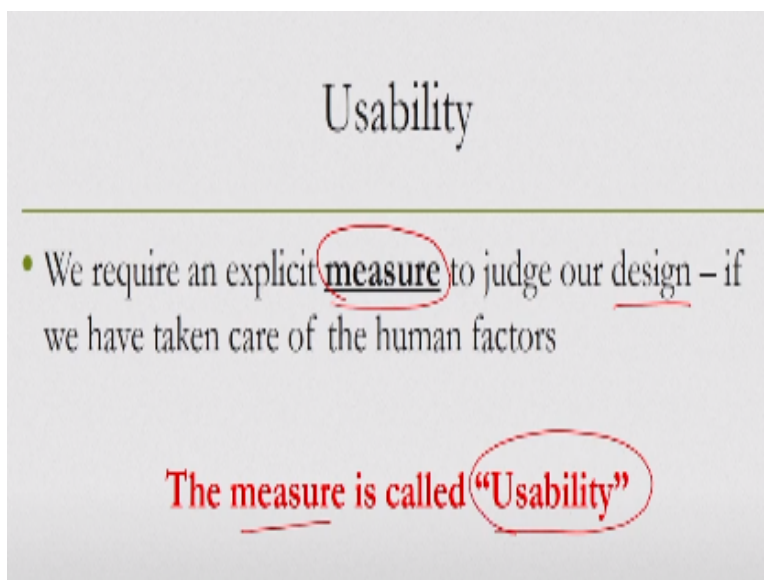 Usability
• We require an explicit measure to judge our design – if
we have taken care of the human factors
The measure is called “Usability”